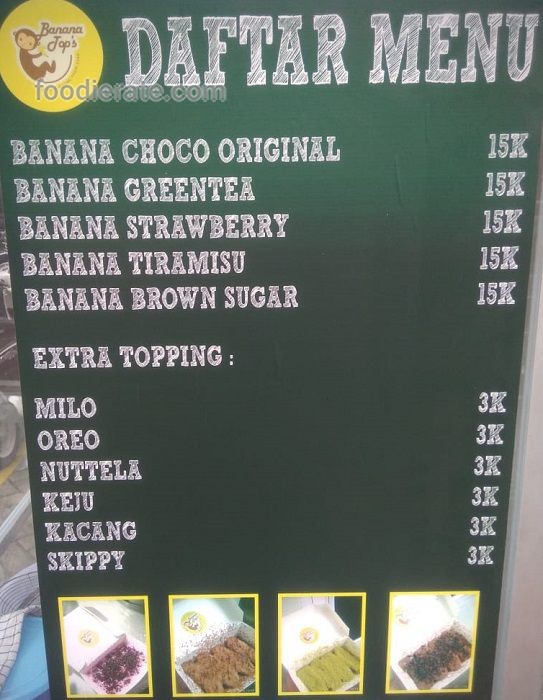 Banana
Top's
DAFTAR MENU
foodierate.com
BANANA CHOCO ORIGINAL 15K
BANANA GREENTEA 15K
BANANA STRAWBERRY 15K
BANANA TIRAMISU 15K
BANANA BROWN SUGAR 15K
EXTRA TOPPING :
MILO 3K
OREO 3K
NUTTELA 3K
KEJU 3K
KACANG 3K
SKIPPY 3K